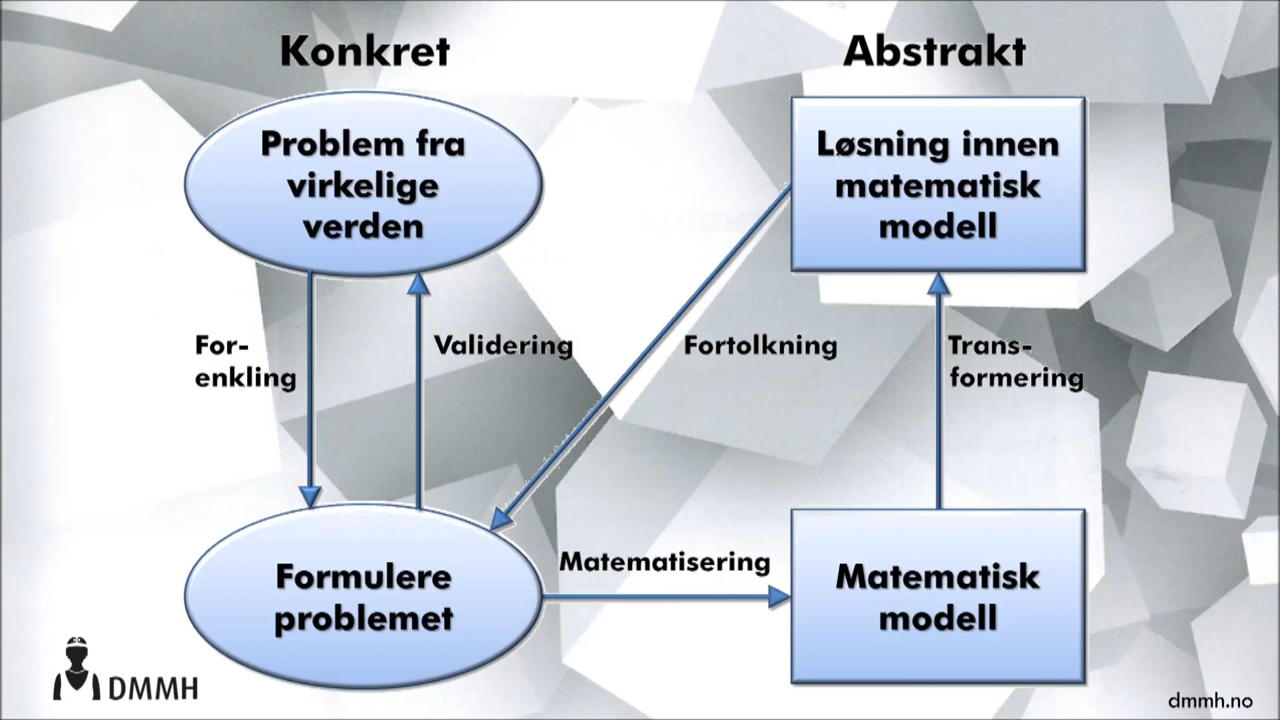 Konkret
Abstrakt
Problem fra
virkelige
verden
Løsning innen
matematisk
modell
For-
enkling
Validering
Fortolkning
Trans-
formering
Matematisering
Formulere
problemet
Matematisk
modell
DMMH
dmmh.no